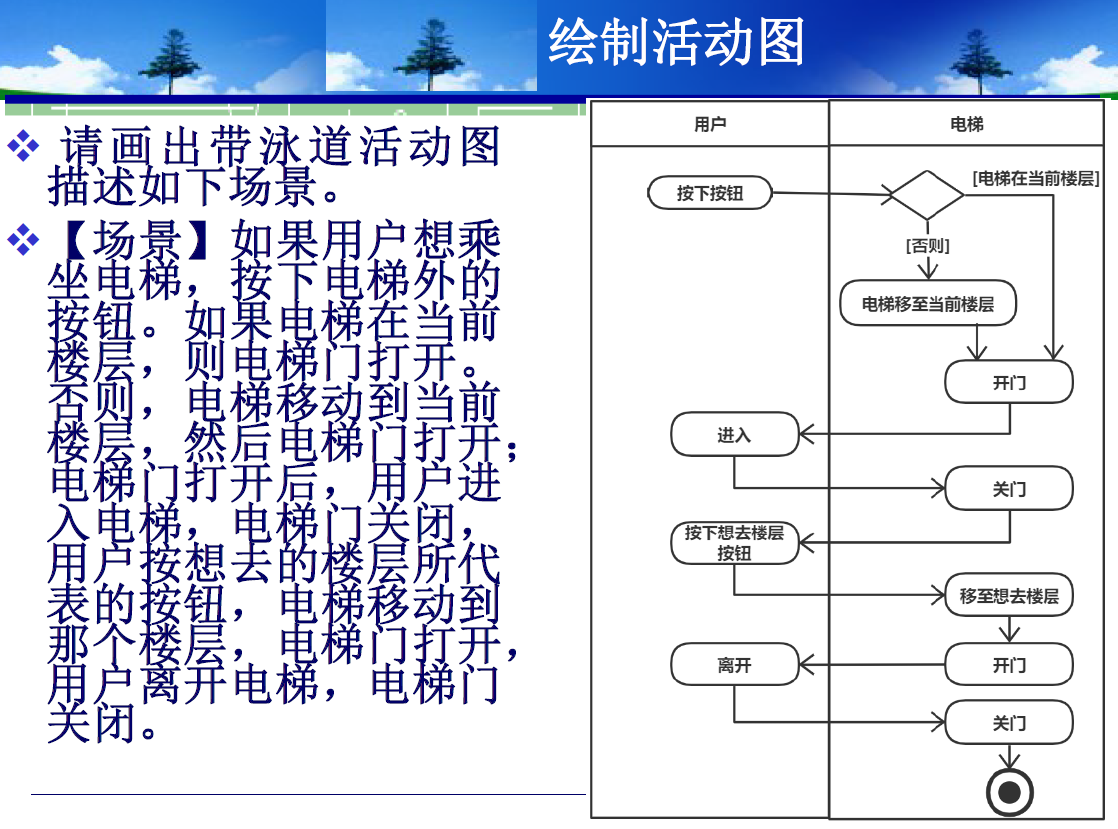 绘制活动图
请画出带泳道活动图
描述如下场景。
【场景】如果用户想乘
坐电梯，按下电梯外的
按钮。如果电梯在当前
楼层，则电梯门打开。
否则，电梯移动到当前
楼层，然后电梯门打开；
电梯门打开后，用户进
入电梯，电梯门关闭，
用户按想去的楼层所代
表的按钮，电梯移动到
那个楼层，电梯门打开，
用户离开电梯，电梯门
关闭。
用户
电梯
按下按钮
[电梯在当前楼层]
[否则]
电梯移至当前楼层
开门
进入
关门
按下想去楼层
按钮
移至想去楼层
离开
开门
关门